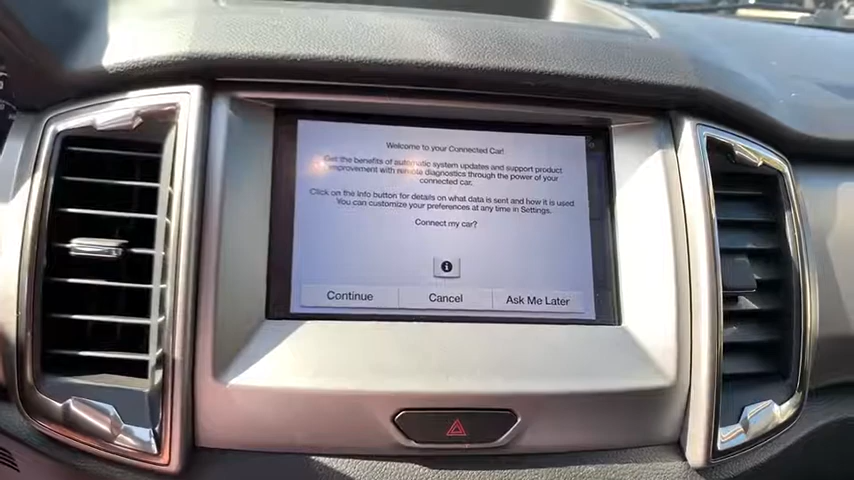 Welcome to your Connected Car!
Get the benefits of automatic system updates and support product
improvement with remote diagnostics through the power of your
connected car.
Click on the Info button for details on what data is sent and how it is used
You can customize your preferences at any time in Settings.
Connect my car?
Continue Cancel Ask Me Later